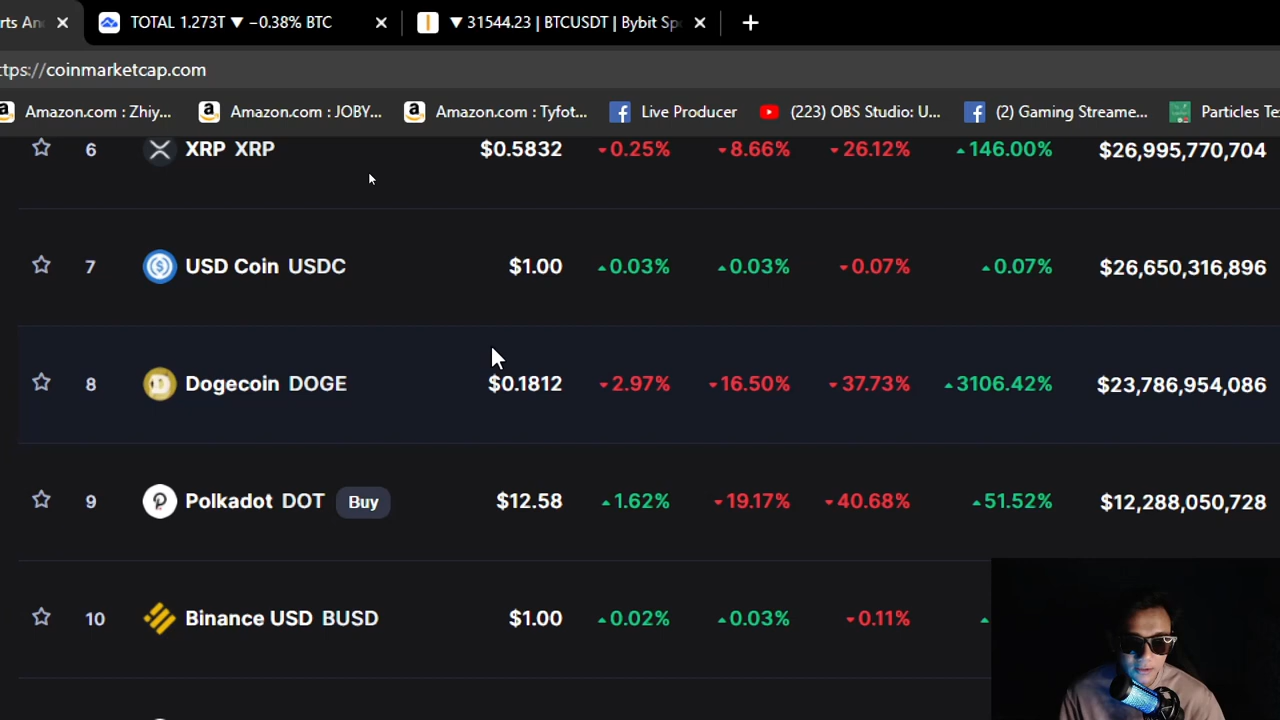 rts An
TOTAL 1.273T ▼ −0.38% BTC
▼ 31544.23 | BTCUSDT | Bybit Sp
ttps://coinmarketcap.com
Amazon.com : Zhiy...
Amazon.com : JOBY...
Amazon.com : Tyfot...
Live Producer
(223) OBS Studio: U...
(2) Gaming Streame...
Particles Te
6 XRP XRP $0.5832 0.25% 8.66% 26.12% 146.00% $26,995,770,704
7 USD Coin USDC $1.00 0.03% 0.03% 0.07% 0.07% $26,650,316,896
8 Dogecoin DOGE $0.1812 2.97% 16.50% 37.73% 3106.42% $23,786,954,086
9 Polkadot DOT Buy $12.58 1.62% 19.17% 40.68% 51.52% $12,288,050,728
10 Binance USD BUSD $1.00 0.02% 0.03% 0.11%